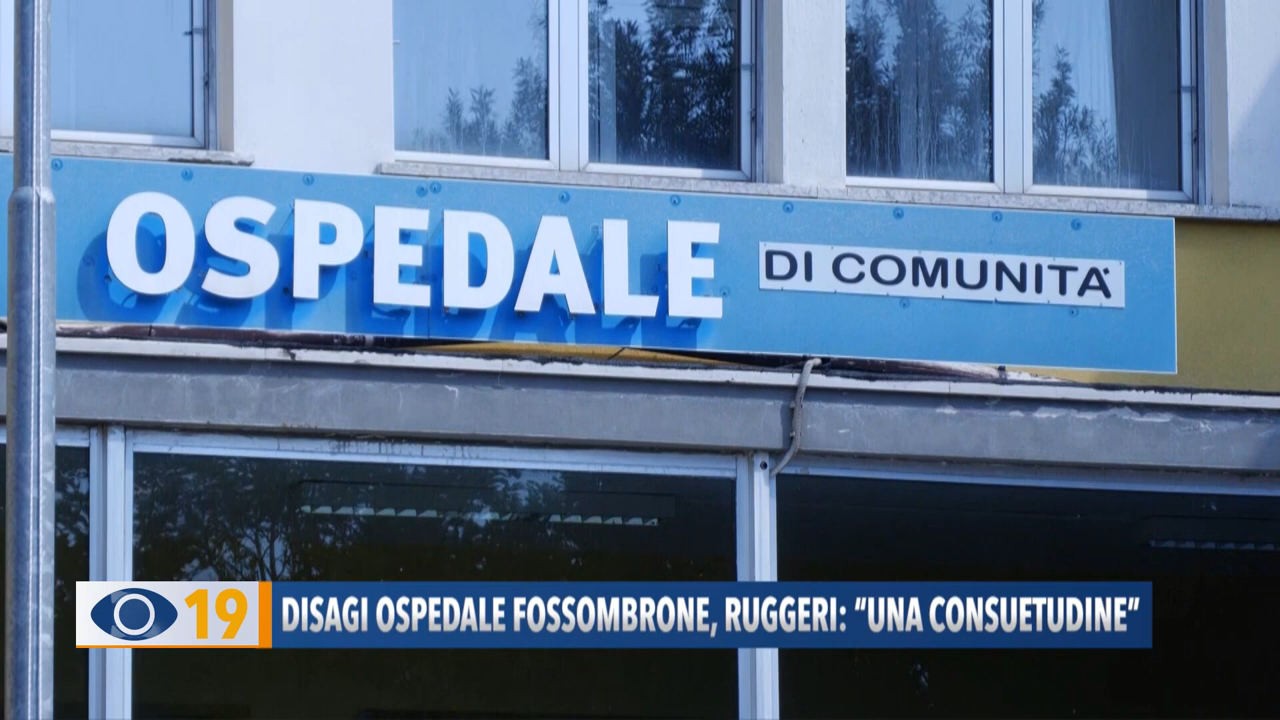 OSPEDALE DI COMUNITÀ
19 DISAGI OSPEDALE FOSSOMBRONE, RUGGERI: “UNA CONSUETUDINE”